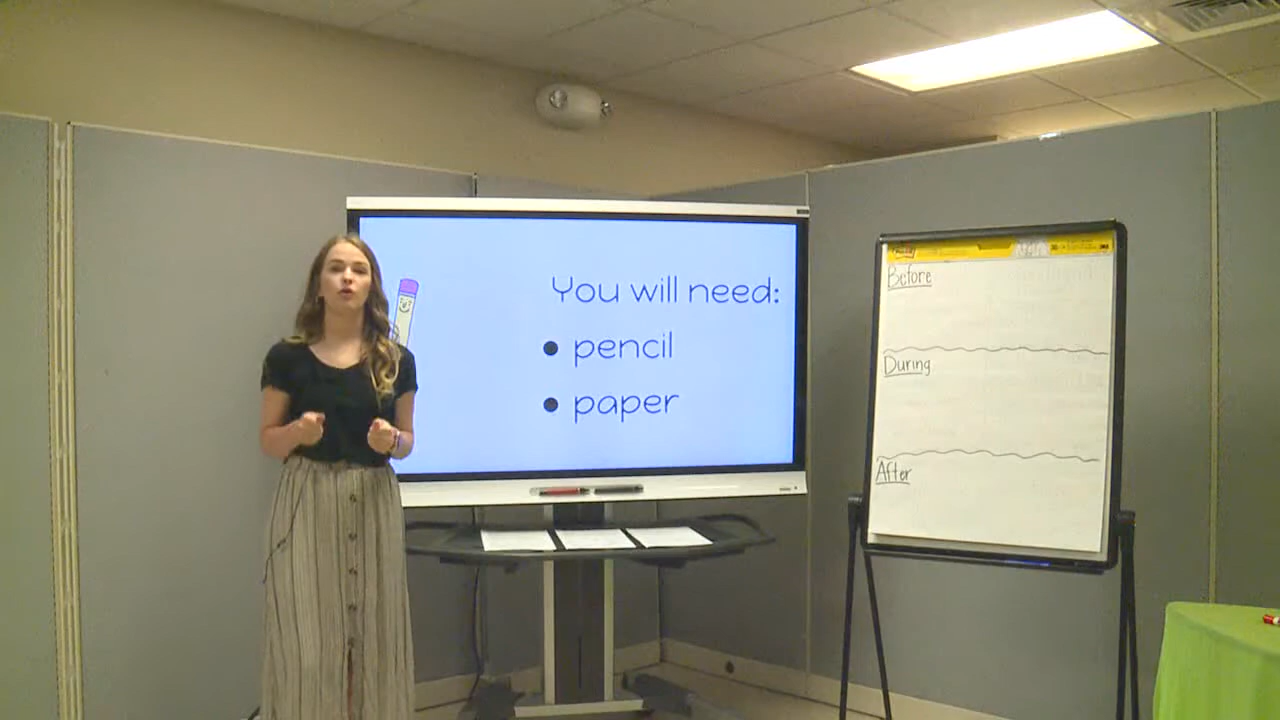 You will need:
• pencil
• paper
Before
During
After